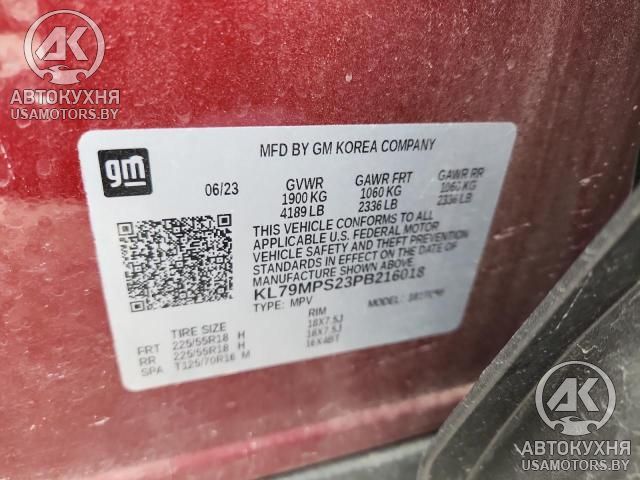 АК
АВТОКУХНЯ
USAMOTORS.BY
gm
MFD BY GM KOREA COMPANY
06/23 GVWR GAWR FRT GAWR RR
1900 KG 1060 KG 1060 KG
4189 LB 2336 LB 2336 LB
THIS VEHICLE CONFORMS TO ALL
APPLICABLE U.S. FEDERAL MOTOR
VEHICLE SAFETY AND THEFT PREVENTION
STANDARDS IN EFFECT ON THE DATE OF
MANUFACTURE SHOWN ABOVE.
KL79MPS23PB216018
TYPE: MPV MODEL:
TIRE SIZE RIM
FRT 225/55R18 H 18X7.5J
RR 225/55R18 H 18X7.5J
SPA T125/70R16 M 16X4BT
АК
АВТОКУХНЯ
USAMOTORS.BY